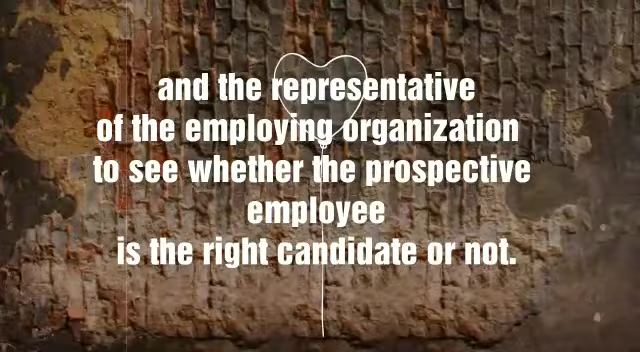 and the representative
of the employing organization
to see whether the prospective
employee
is the right candidate or not.